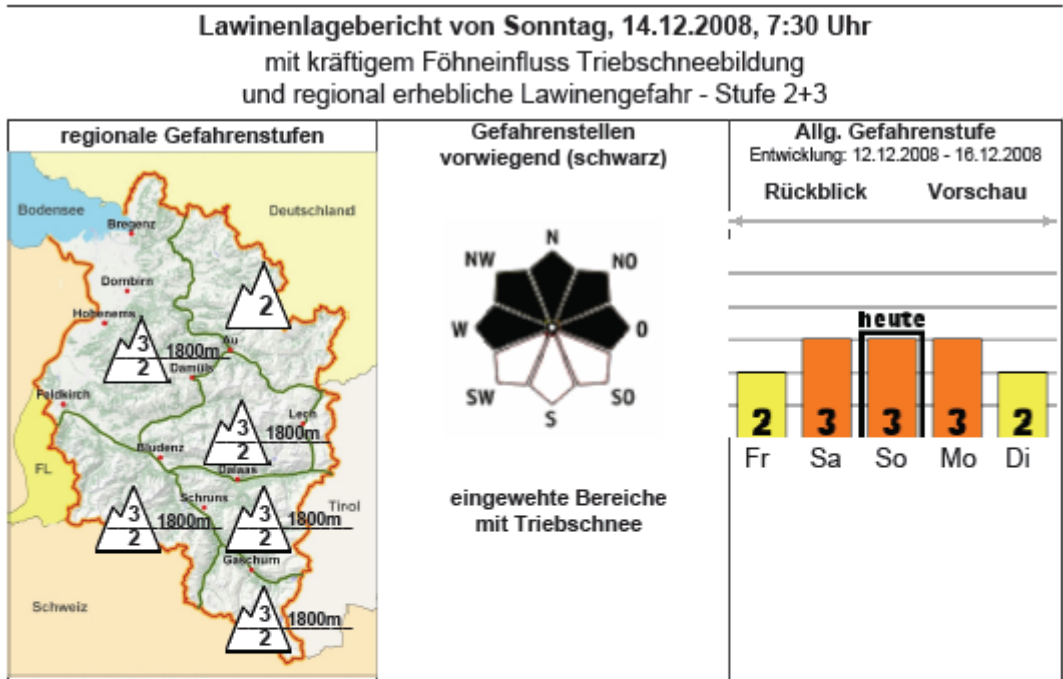 Lawinenlagebericht von Sonntag, 14.12.2008, 7:30 Uhr
mit kräftigem Föhneinfluss Triebschneebildung
und regional erhebliche Lawinengefahr - Stufe 2+3
regionale Gefahrenstufen
Bodensee
Deutschland
Bregenz
Dornbirn
2
Hohenems
3
1800m
2
Au
Damüls
Feldkirch
Lech
3
1800m
2
Bludenz
Dalaas
FL
Schruns
Tirol
3
1800m
2
3
1800m
2
Gaschurn
Schweiz
3
1800m
2
Gefahrenstellen
vorwiegend (schwarz)
N
NW
NO
W
O
SW
SO
S
eingewehte Bereiche
mit Triebschnee
Allg. Gefahrenstufe
Entwicklung: 12.12.2008 - 16.12.2008
Rückblick Vorschau
heute
2 3 3 3 2
Fr Sa So Mo Di